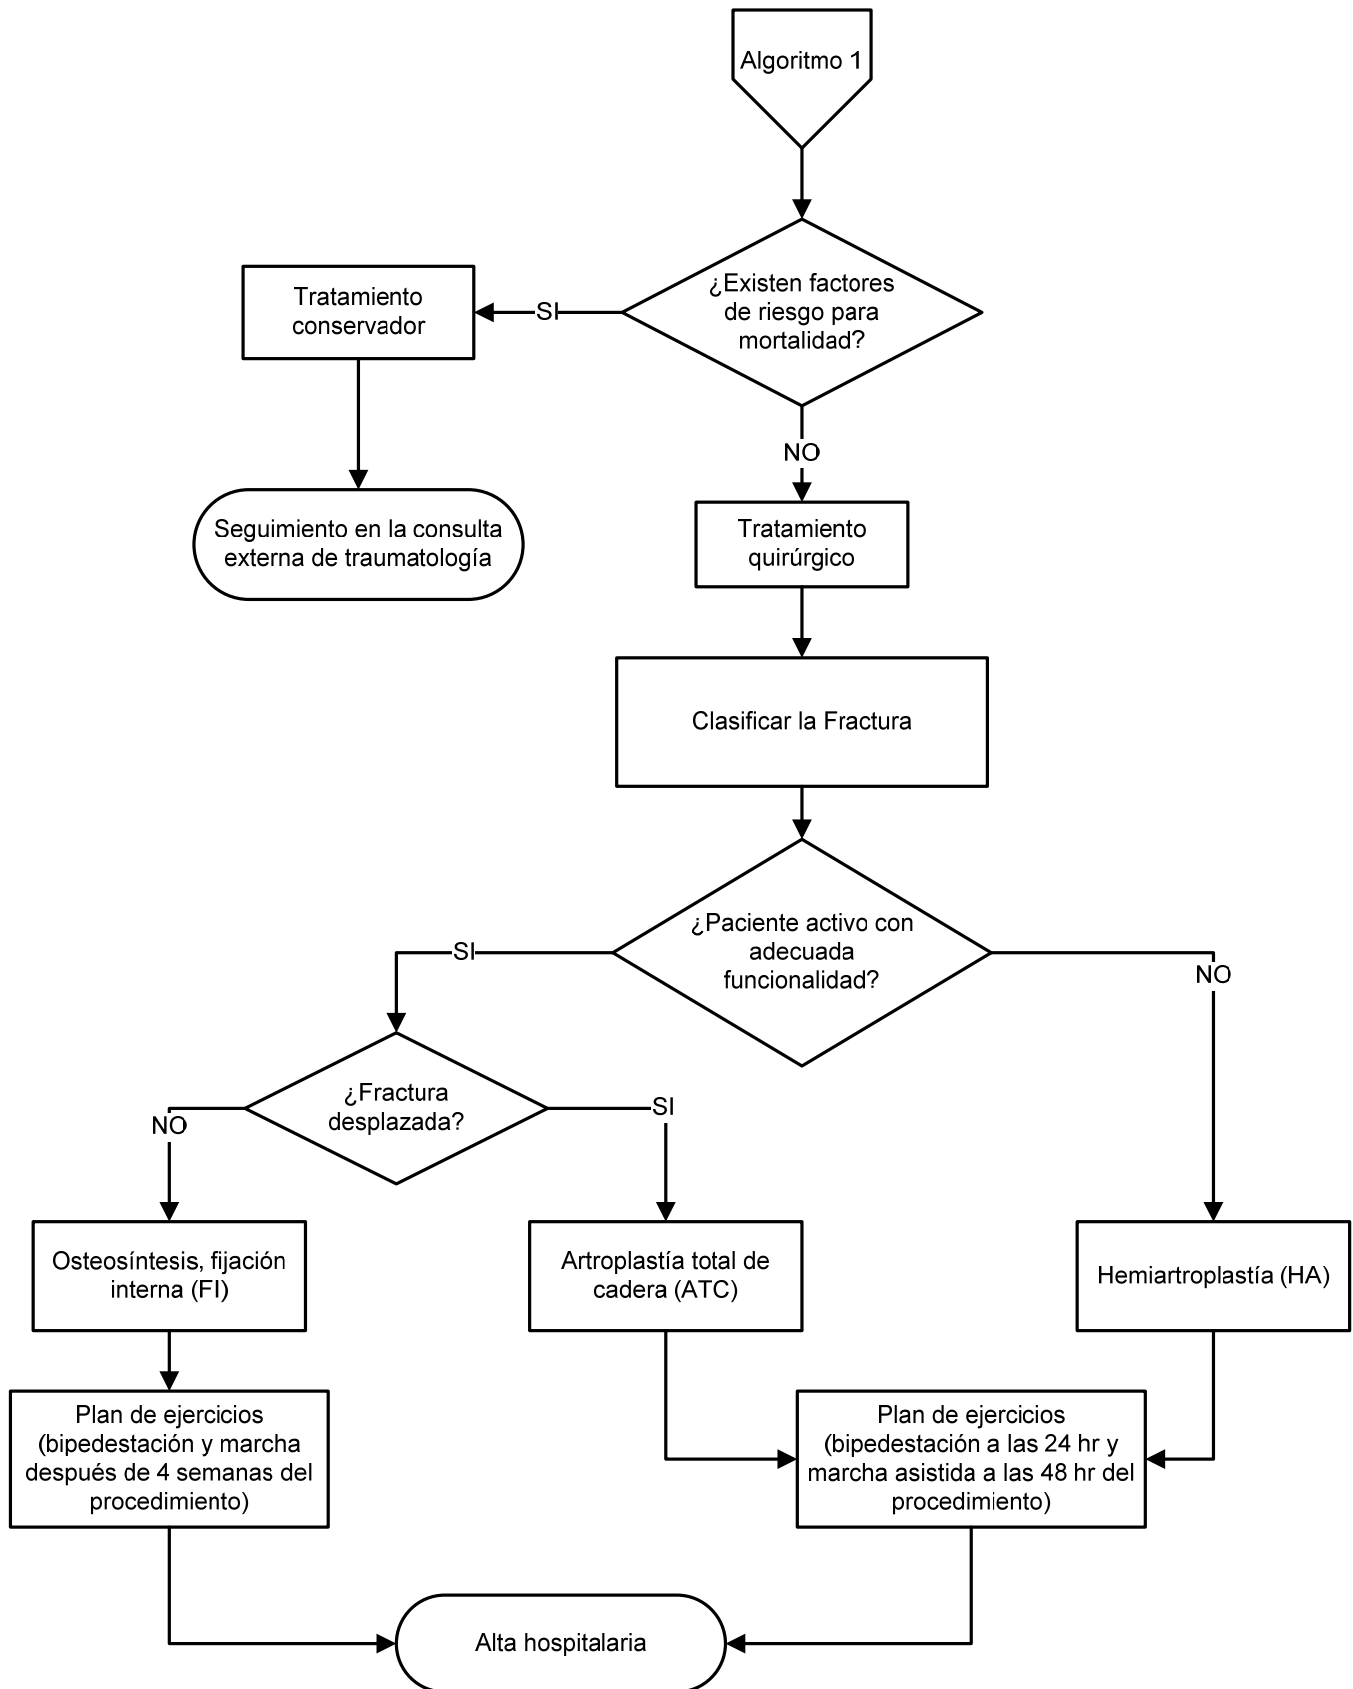 Algoritmo 1
¿Existen factores
de riesgo para
mortalidad?
SI
Tratamiento
conservador
NO
Seguimiento en la consulta
externa de traumatología
Tratamiento
quirúrgico
Clasificar la Fractura
¿Paciente activo con
adecuada
funcionalidad?
SI
NO
¿Fractura
desplazada?
NO
SI
Osteosíntesis, fijación
interna (FI)
Artroplastía total de
cadera (ATC)
Hemiartroplastía (HA)
Plan de ejercicios
(bipedestación y marcha
después de 4 semanas del
procedimiento)
Plan de ejercicios
(bipedestación a las 24 hr y
marcha asistida a las 48 hr del
procedimiento)
Alta hospitalaria